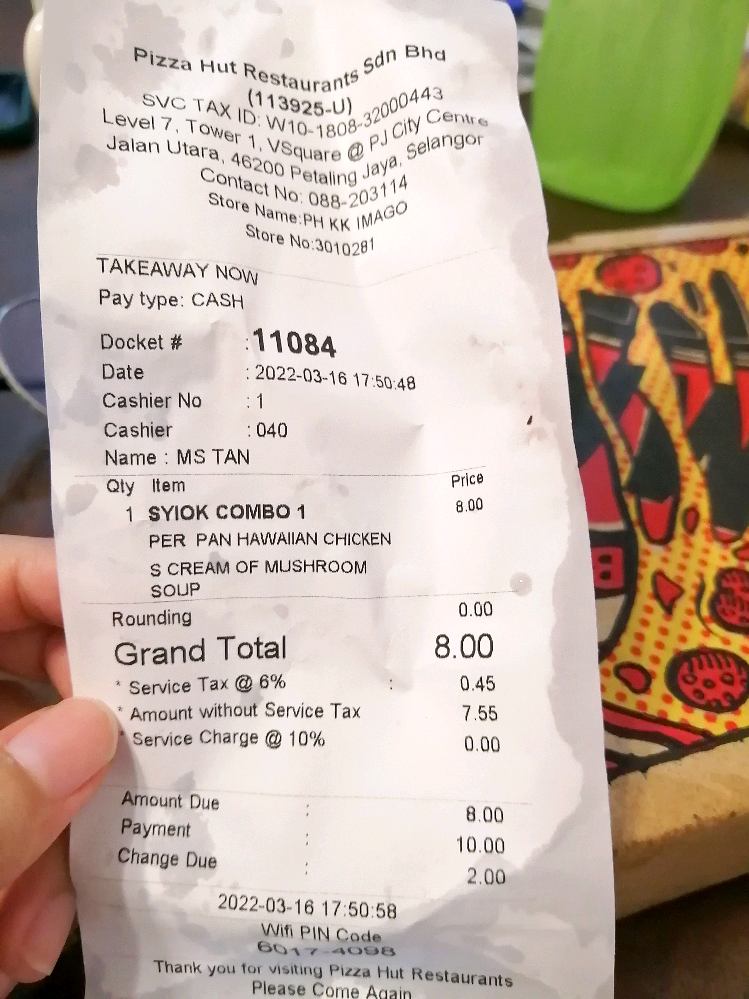 Pizza Hut Restaurants Sdn Bhd
(113925-U)
SVC TAX ID: W10-1808-32000443
Level 7, Tower 1, VSquare @ PJ City Centre
Jalan Utara, 46200 Petaling Jaya, Selangor
Contact No: 088-203114
Store Name:PH KK IMAGO
Store No:3010281
TAKEAWAY NOW
Pay type: CASH
Docket # :11084
Date : 2022-03-16 17:50:48
Cashier No : 1
Cashier : 040
Name : MS TAN
Qty Item Price
1 SYIOK COMBO 1 8.00
PER PAN HAWAIIAN CHICKEN
S CREAM OF MUSHROOM
SOUP
Rounding 0.00
Grand Total 8.00
* Service Tax @ 6% : 0.45
* Amount without Service Tax 7.55
* Service Charge @ 10% 0.00
Amount Due : 8.00
Payment : 10.00
Change Due : 2.00
2022-03-16 17:50:58
Wifi PIN Code
6017-4098
Thank you for visiting Pizza Hut Restaurants
Please Come Again